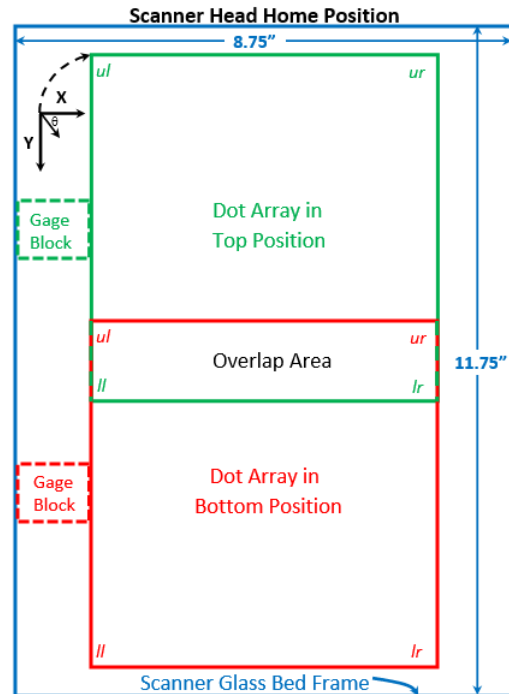 Scanner Head Home Position
8.75”
ul
ur
X
θ
Y
Gage
Block
Dot Array in
Top Position
ul
ur
Overlap Area
11.75”
ll
lr
Gage
Block
Dot Array in
Bottom Position
ll
lr
Scanner Glass Bed Frame